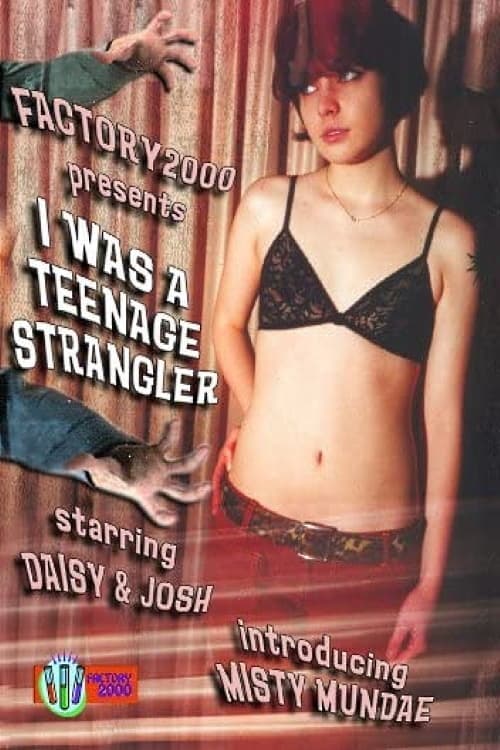 FACTORY2000
presents
I WAS A
TEENAGE
STRANGLER
starring
DAISY & JOSH
introducing
MISTY MUNDAE
FACTORY
2000